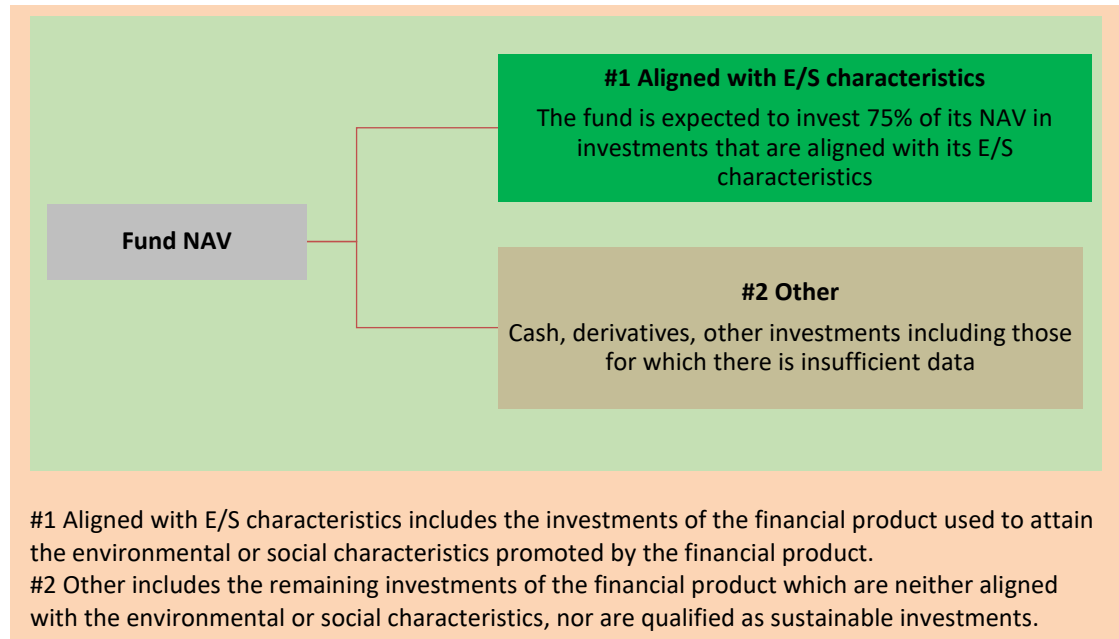 #1 Aligned with E/S characteristics
The fund is expected to invest 75% of its NAV in
investments that are aligned with its E/S
characteristics
Fund NAV
#2 Other
Cash, derivatives, other investments including those
for which there is insufficient data
#1 Aligned with E/S characteristics includes the investments of the financial product used to attain
the environmental or social characteristics promoted by the financial product.
#2 Other includes the remaining investments of the financial product which are neither aligned
with the environmental or social characteristics, nor are qualified as sustainable investments.